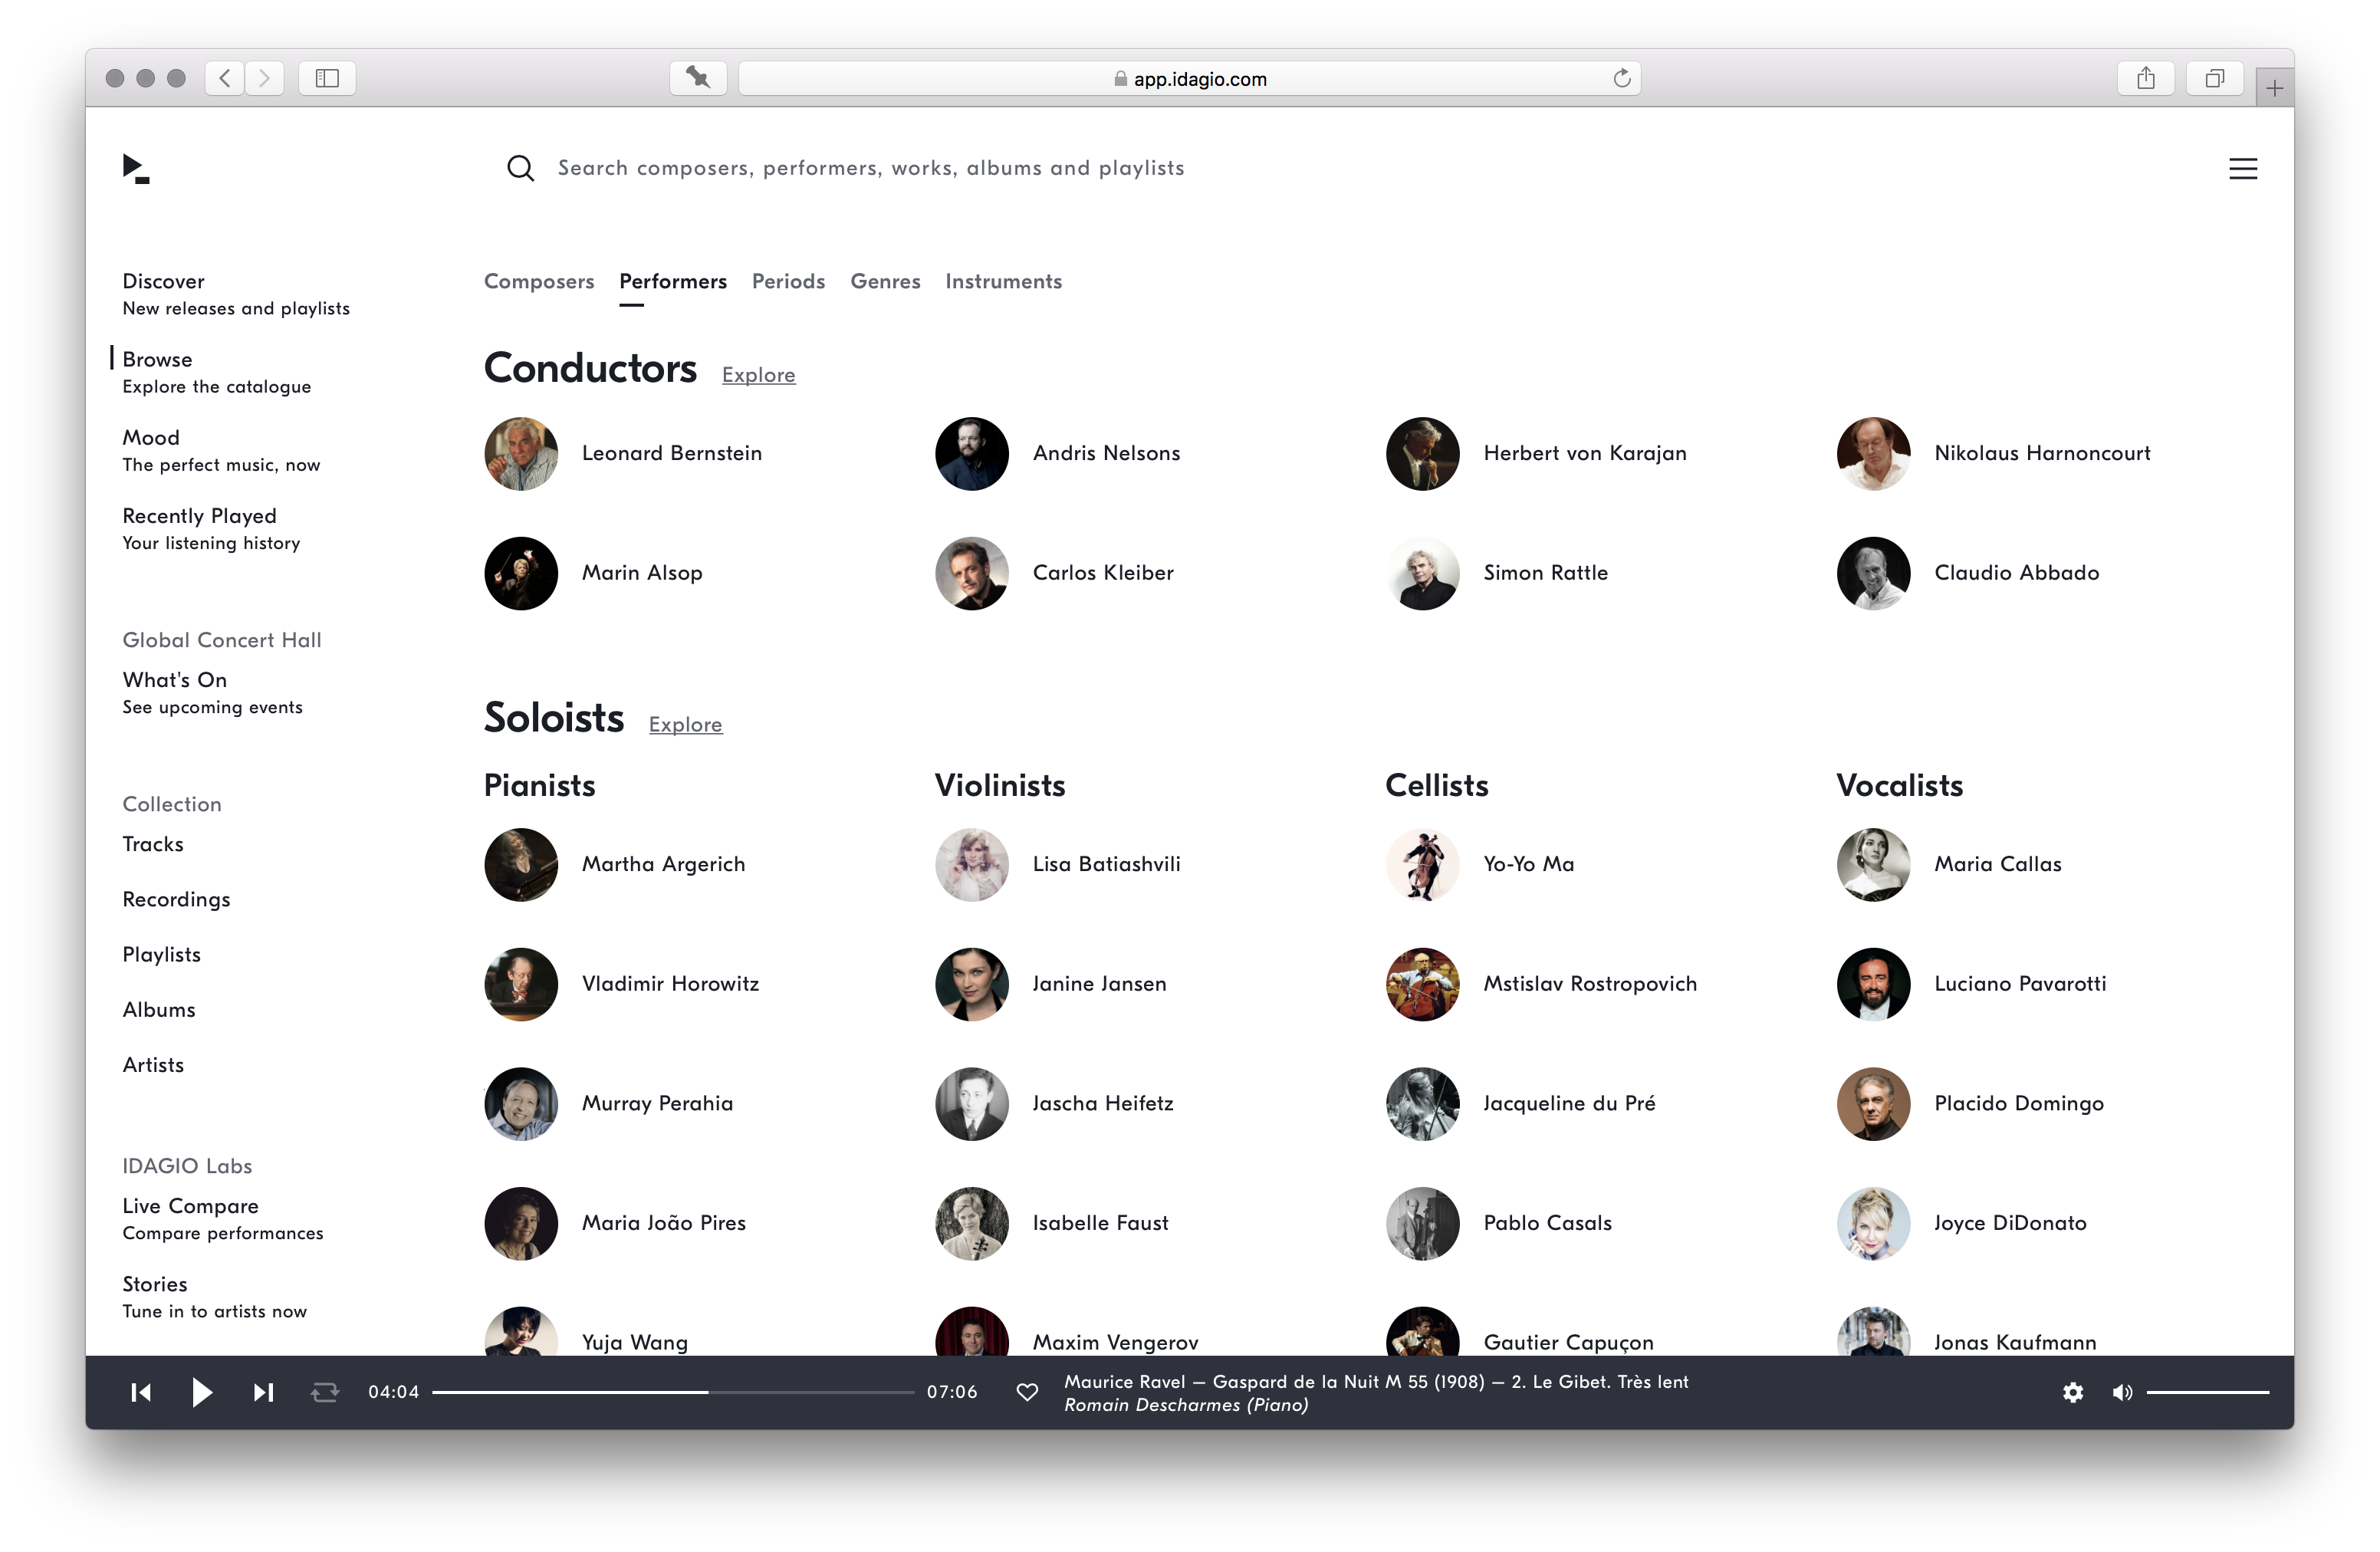 app.idagio.com
Search composers, performers, works, albums and playlists
Discover
New releases and playlists
Browse
Explore the catalogue
Mood
The perfect music, now
Recently Played
Your listening history
Global Concert Hall
What's On
See upcoming events
Collection
Tracks
Recordings
Playlists
Albums
Artists
IDAGIO Labs
Live Compare
Compare performances
Stories
Tune in to artists now
Composers Performers Periods Genres Instruments
Conductors Explore
Leonard Bernstein Andris Nelsons Herbert von Karajan Nikolaus Harnoncourt
Marin Alsop Carlos Kleiber Simon Rattle Claudio Abbado
Soloists Explore
Pianists Violinists Cellists Vocalists
Martha Argerich Lisa Batiashvili Yo-Yo Ma Maria Callas
Vladimir Horowitz Janine Jansen Mstislav Rostropovich Luciano Pavarotti
Murray Perahia Jascha Heifetz Jacqueline du Pré Placido Domingo
Maria João Pires Isabelle Faust Pablo Casals Joyce DiDonato
Yuja Wang Maxim Vengerov Gautier Capuçon Jonas Kaufmann
04:04 07:06
Maurice Ravel – Gaspard de la Nuit M 55 (1908) – 2. Le Gibet. Très lent
Romain Descharmes (Piano)